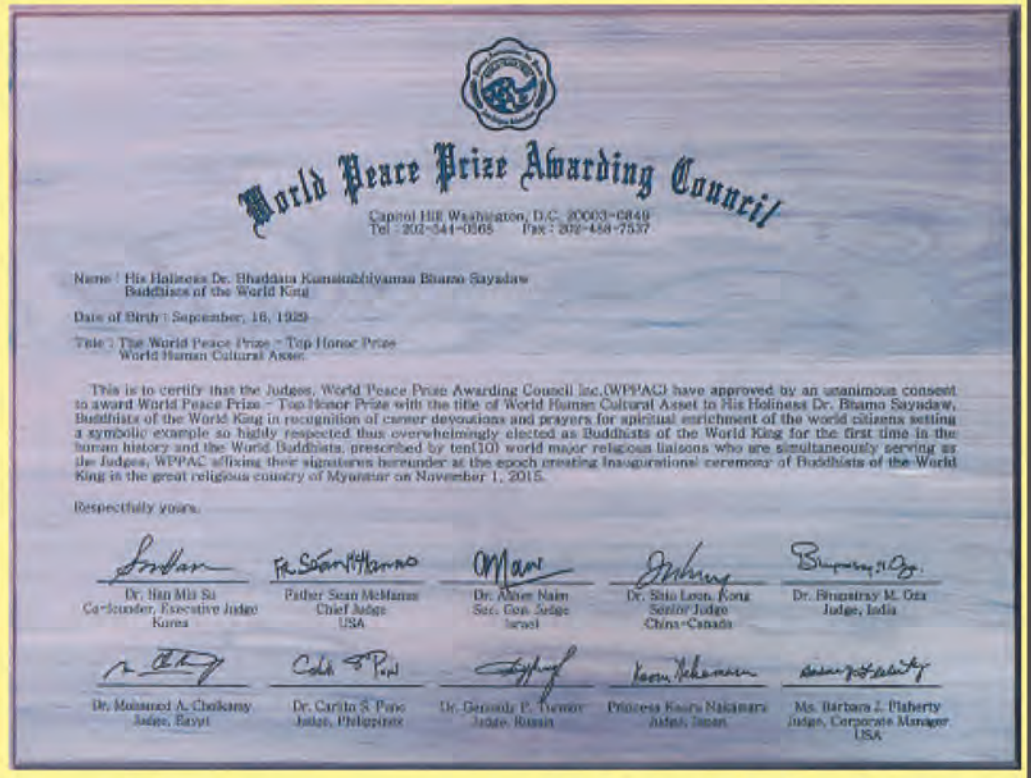 World Peace Prize Awarding Council
Capitol Hill Washington, D.C. 20003-0849
Tel : 202-544-0565 Fax : 202-488-7537
Name : His Holiness Dr. Bhaddata Bhamo Sayadaw
Buddhists of the World King
Date of Birth : September, 16, 1929
Title : The World Peace Prize - Top Honor Prize
World Human Cultural Asset
This is to certify that the Judges, World Peace Prize Awarding Council Inc.(WPPAC) have approved by an unanimous consent
to award World Peace Prize - Top Honor Prize with the title of World Human Cultural Asset to His Holiness Dr. Bhamo Sayadaw,
Buddhists of the World King in recognition of career devoutions and prayers for spiritual enrichment of the world citizens setting
a symbolic example so highly respected thus overwhelmingly elected as Buddhists of the World King for the first time in the
human history and the World Buddhists, prescribed by ten(10) world major religious liaisons who are simultaneously serving as
the Judges, WPPAC affixing their signatures hereunder at the epoch creating Inaugurational ceremony of Buddhists of the World
King in the great religious country of Myanmar on November 1, 2015.
Respectfully yours,
Dr. Han Min Su
Co-founder, Executive Judge
Korea
Father Sean McManus
Chief Judge
USA
Dr. Asher Naim
Sec. Gen. Judge
Israel
Dr. Shiu Loon, Kong
Senior Judge
China-Canada
Dr. Bhupatray M. Oza
Judge, India
Dr. Mohamed A.
Judge, Egypt
Dr. Carlito S. Puno
Judge, Philippines
Dr. Gennady P.
Judge, Russia
Princess Kaoru Nakamaru
Judge, Japan
Ms. Barbara J. Flaherty
Judge, Corporate Manager
USA